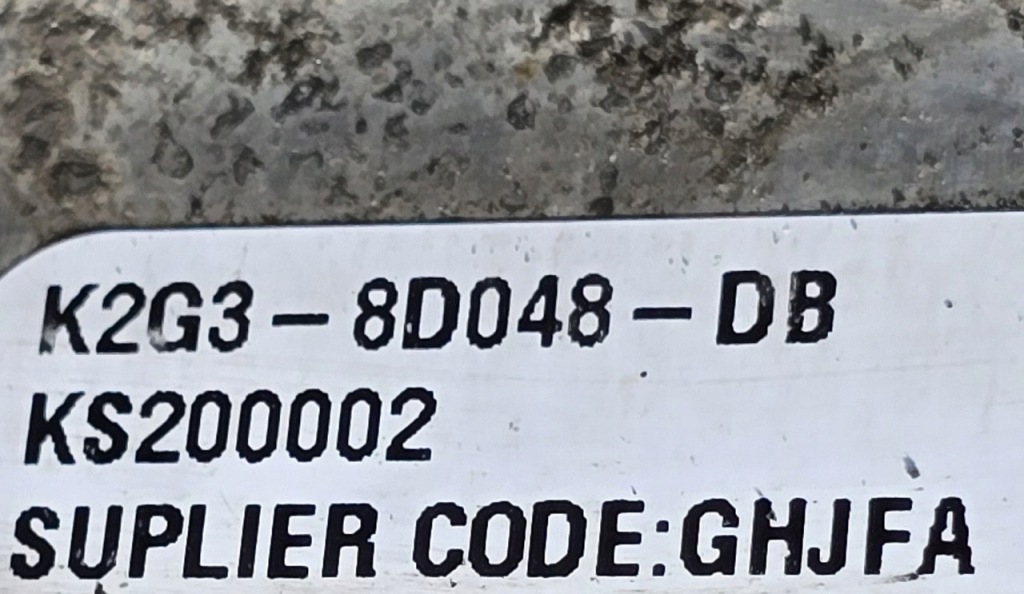 K2G3-8D048-DB
KS200002
SUPLIER CODE:GHJFA